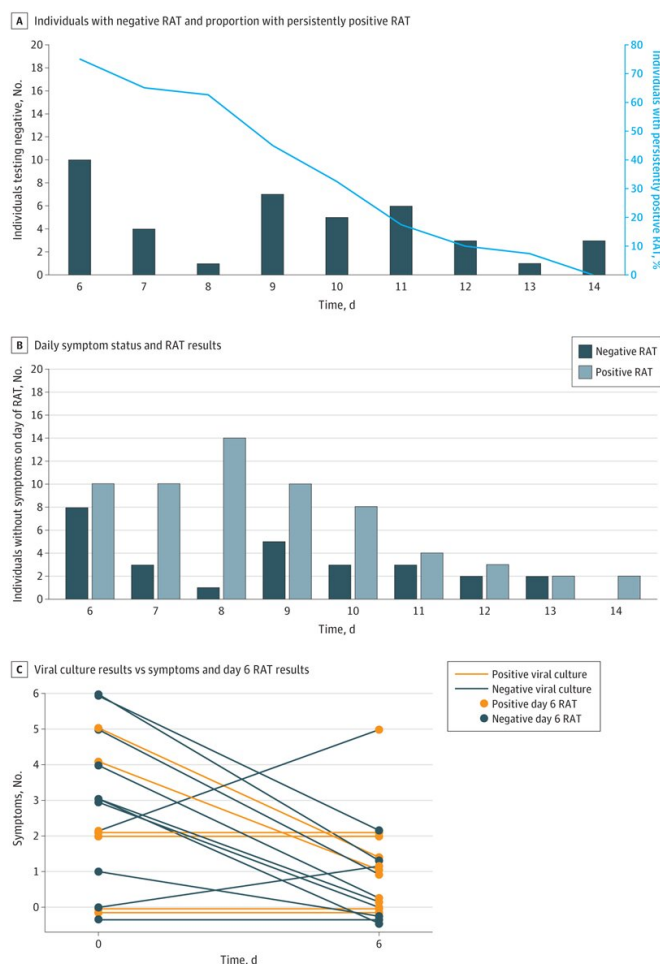 A Individuals with negative RAT and proportion with persistently positive RAT
Individuals testing negative, No.
20
18
16
14
12
10
8
6
4
2
0
80
70
60
50
40
30
20
10
0
Individuals with persistently positive RAT, %
6 7 8 9 10 11 12 13 14
Time, d
B Daily symptom status and RAT results
Negative RAT
Positive RAT
Individuals without symptoms on day of RAT, No.
20
18
16
14
12
10
8
6
4
2
0
6 7 8 9 10 11 12 13 14
Time, d
C Viral culture results vs symptoms and day 6 RAT results
Positive viral culture
Negative viral culture
Positive day 6 RAT
Negative day 6 RAT
Symptoms, No.
6
5
4
3
2
1
0
0 6
Time, d